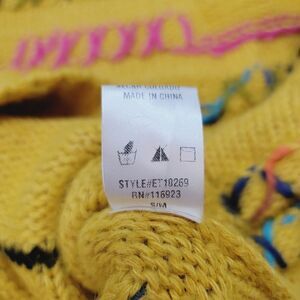 MADE IN CHINA
STYLE#ET10269
RN#116923
S/M